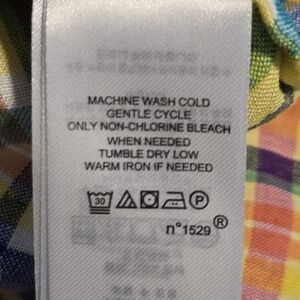 MACHINE WASH COLD
GENTLE CYCLE
ONLY NON-CHLORINE BLEACH
WHEN NEEDED
TUMBLE DRY LOW
WARM IRON IF NEEDED
30 P
n°1529®